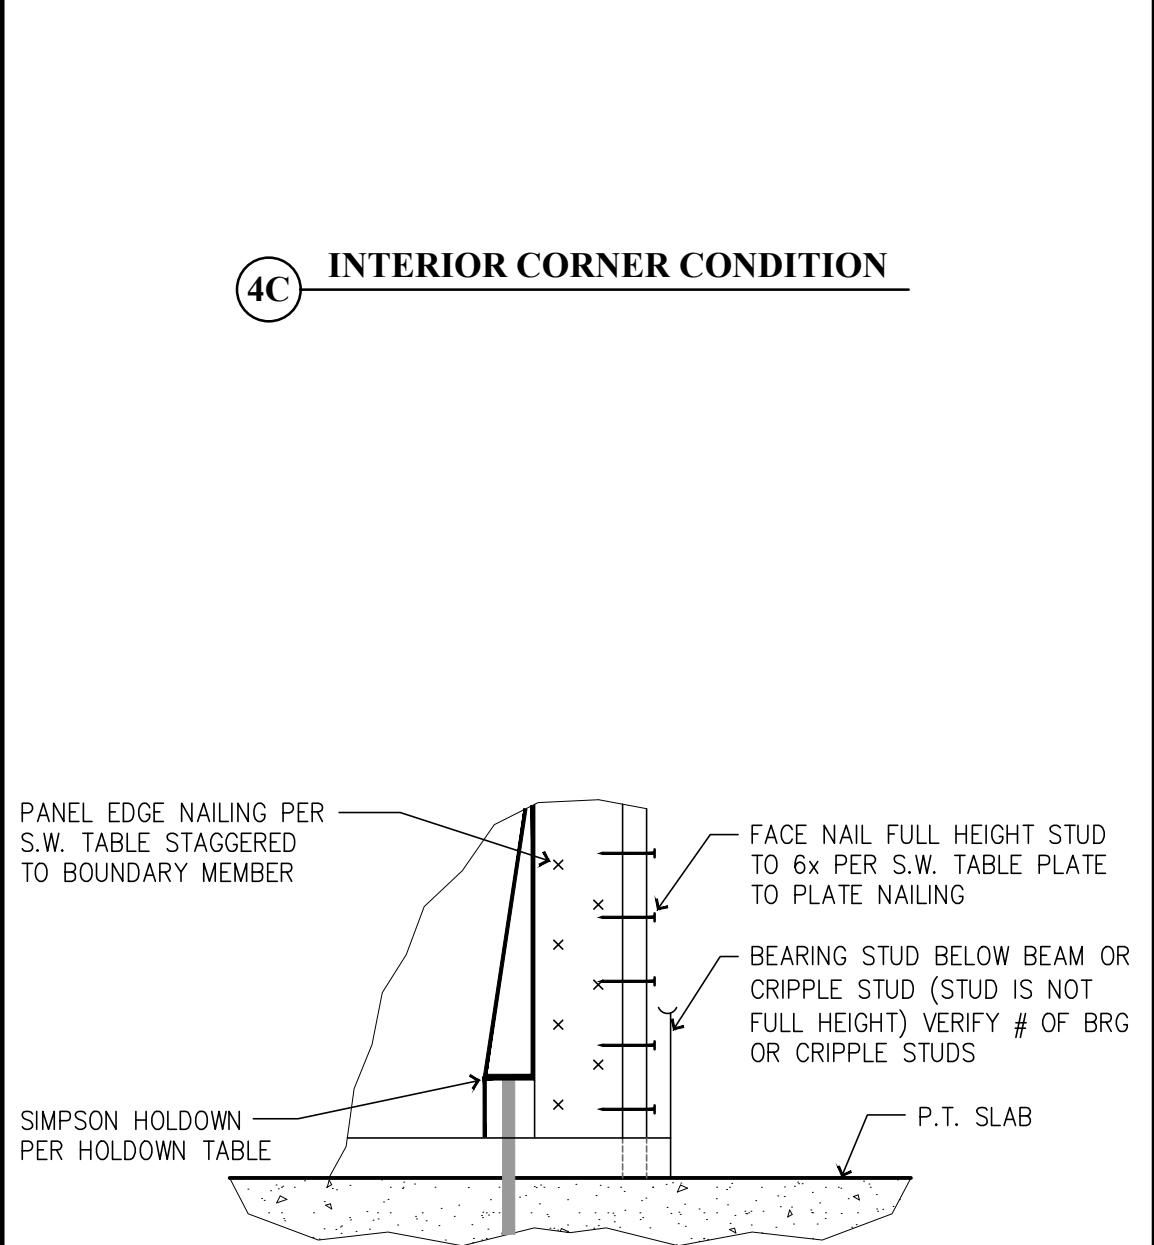 INTERIOR CORNER CONDITION
4C
PANEL EDGE NAILING PER
S.W. TABLE STAGGERED
TO BOUNDARY MEMBER
FACE NAIL FULL HEIGHT STUD
TO 6x PER S.W. TABLE PLATE
TO PLATE NAILING
BEARING STUD BELOW BEAM OR
CRIPPLE STUD (STUD IS NOT
FULL HEIGHT) VERIFY # OF BRG
OR CRIPPLE STUDS
SIMPSON HOLDOWN
PER HOLDOWN TABLE
P.T. SLAB